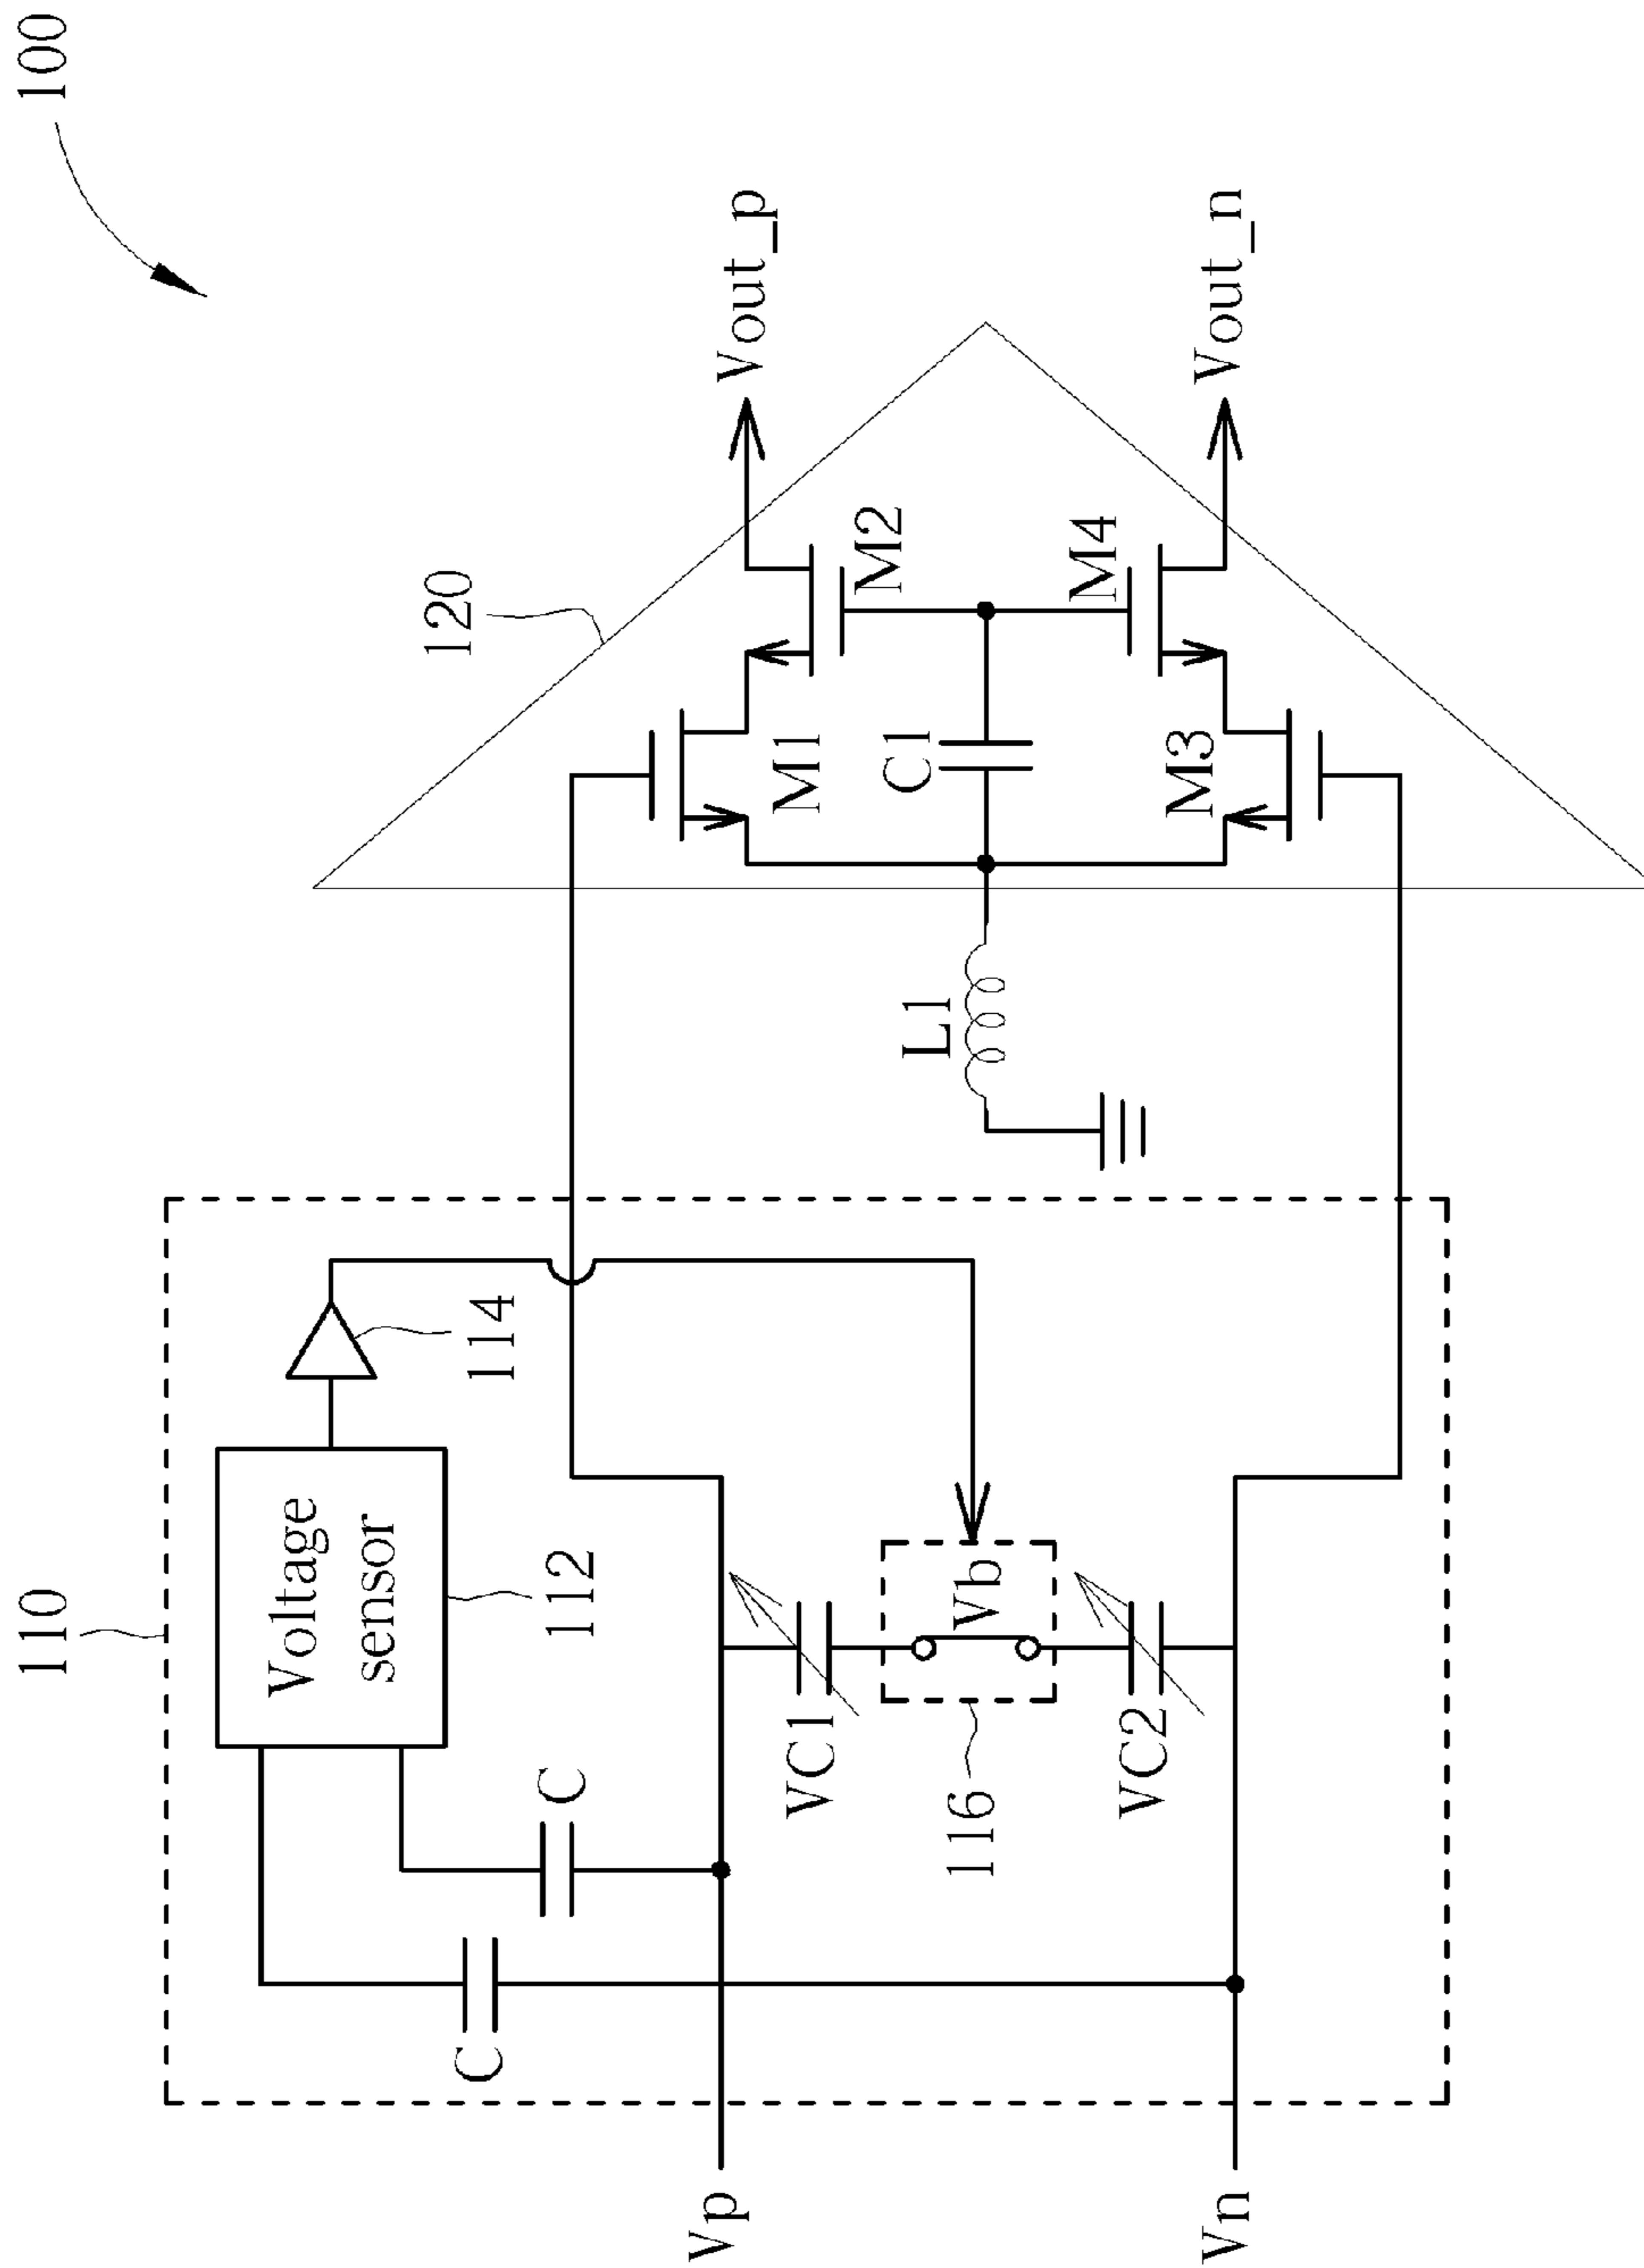 100
110
Voltage
sensor
112
114
C
C
Vp
Vn
VC1
Vb
116
VC2
120
L1
M1
M2
C1
M3
M4
Vout_p
Vout_n